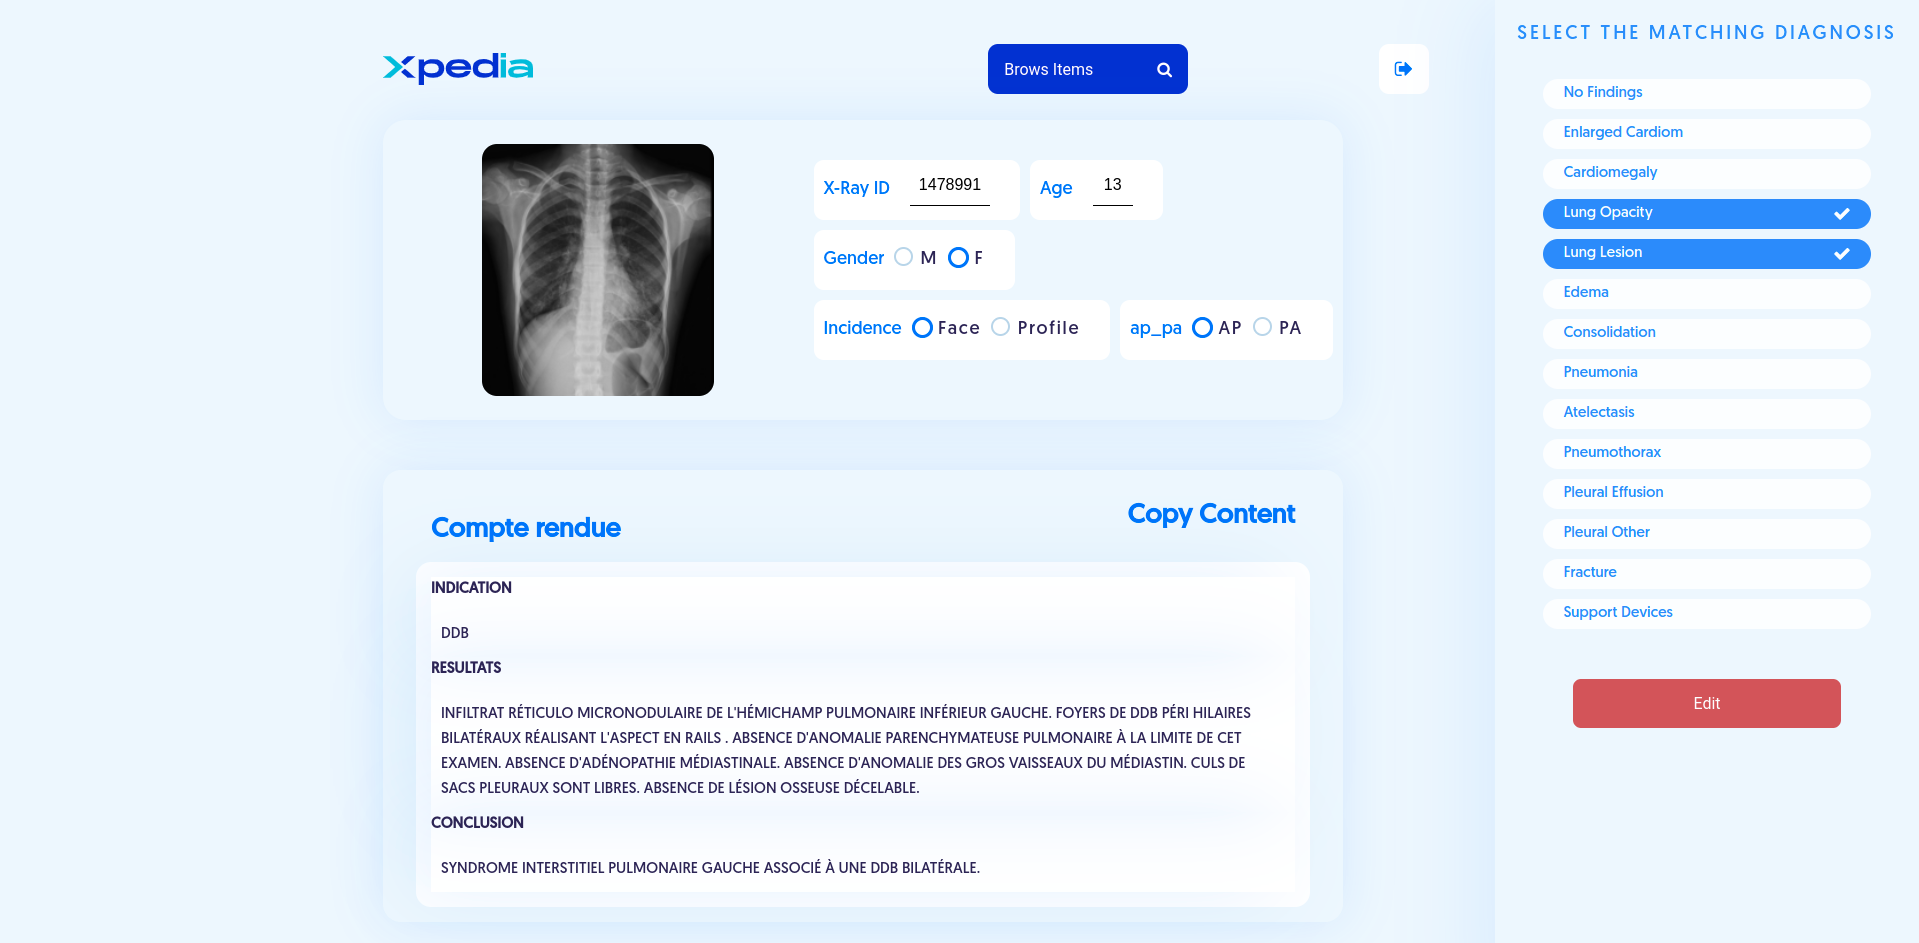 xpedia
Brows Items
X-Ray ID 1478991 Age 13
Gender M F
Incidence Face Profile ap_pa AP PA
Compte rendue
Copy Content
INDICATION
DDB
RESULTATS
INFILTRAT RÉTICULO MICRONODULAIRE DE L'HÉMICHAMP PULMONAIRE INFÉRIEUR GAUCHE. FOYERS DE DDB PÉRI HILAIRES
BILATÉRAUX RÉALISANT L'ASPECT EN RAILS . ABSENCE D'ANOMALIE PARENCHYMATEUSE PULMONAIRE À LA LIMITE DE CET
EXAMEN. ABSENCE D'ADÉNOPATHIE MÉDIASTINALE. ABSENCE D'ANOMALIE DES GROS VAISSEAUX DU MÉDIASTIN. CULS DE
SACS PLEURAUX SONT LIBRES. ABSENCE DE LÉSION OSSEUSE DÉCELABLE.
CONCLUSION
SYNDROME INTERSTITIEL PULMONAIRE GAUCHE ASSOCIÉ À UNE DDB BILATÉRALE.
SELECT THE MATCHING DIAGNOSIS
No Findings
Enlarged Cardiom
Cardiomegaly
Lung Opacity
Lung Lesion
Edema
Consolidation
Pneumonia
Atelectasis
Pneumothorax
Pleural Effusion
Pleural Other
Fracture
Support Devices
Edit